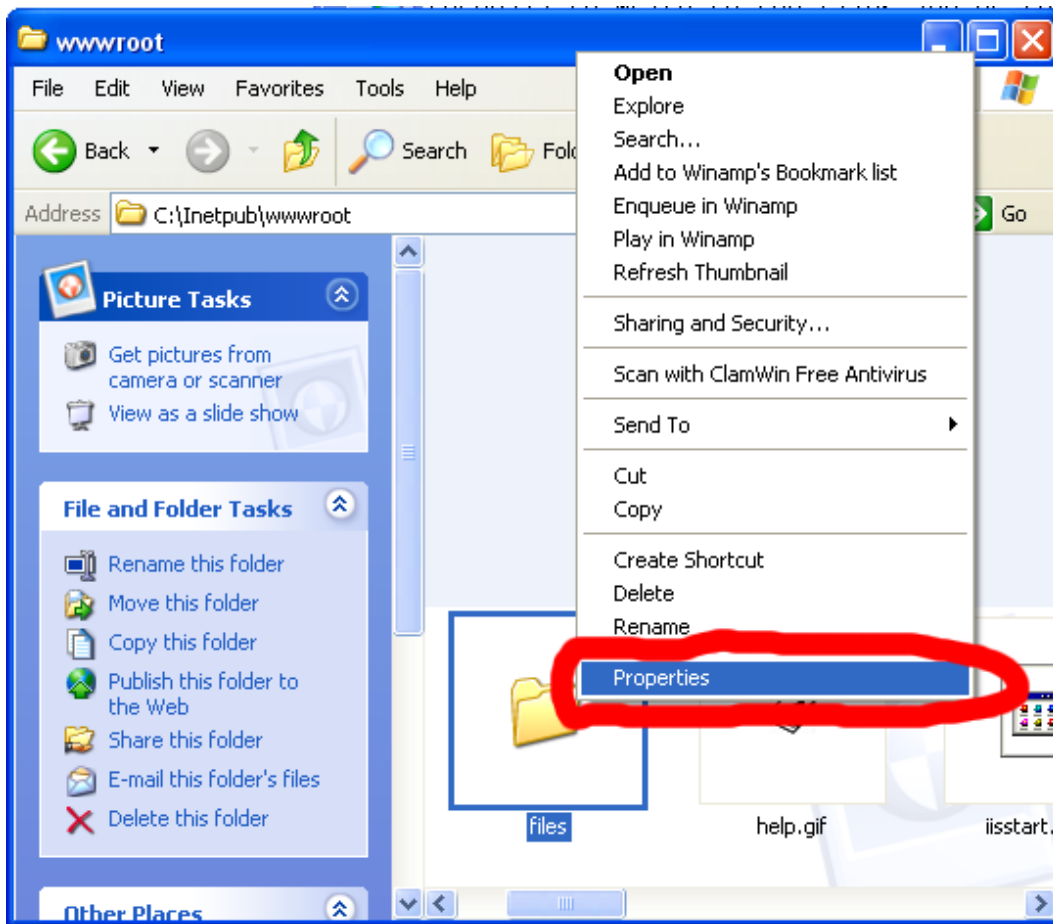 wwwroot
File Edit View Favorites Tools Help
Back Search
Address C:\Inetpub\wwwroot Go
Picture Tasks
Get pictures from
camera or scanner
View as a slide show
File and Folder Tasks
Rename this folder
Move this folder
Copy this folder
Publish this folder to
the Web
Share this folder
E-mail this folder's files
Delete this folder
Other Places
Open
Explore
Search...
Add to Winamp's Bookmark list
Enqueue in Winamp
Play in Winamp
Refresh Thumbnail
Sharing and Security...
Scan with ClamWin Free Antivirus
Send To
Cut
Copy
Create Shortcut
Delete
Rename
Properties
files help.gif iisstart.